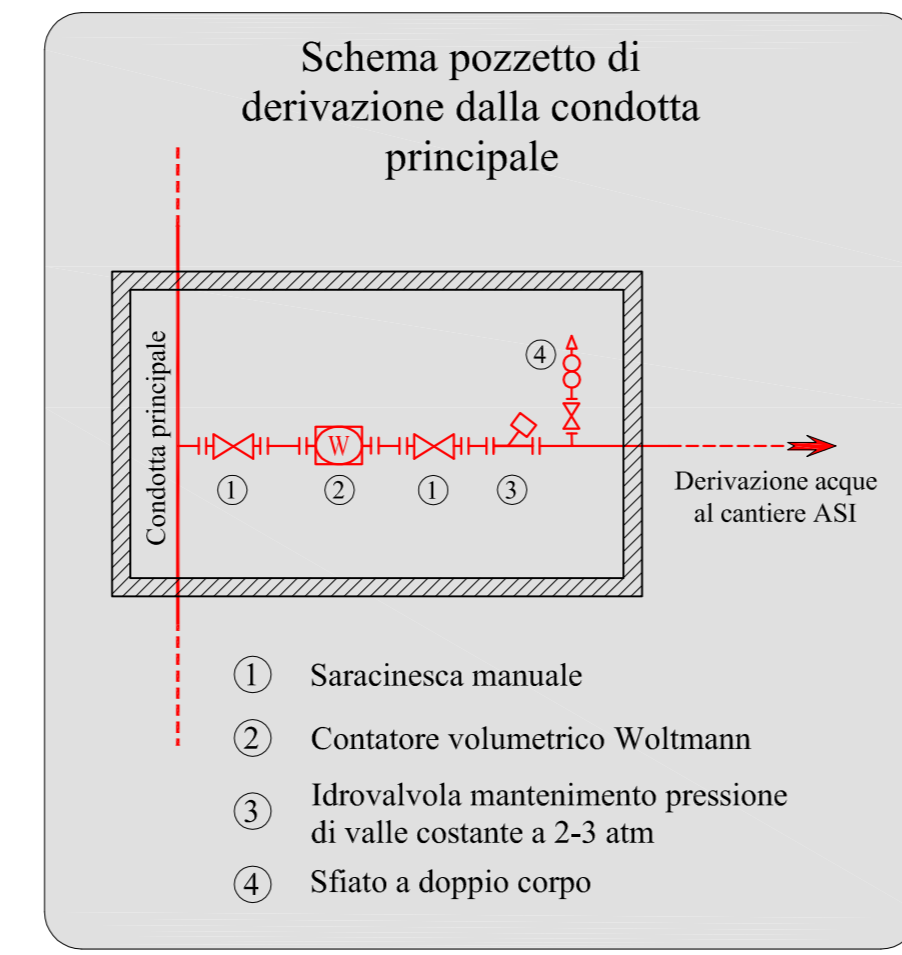 Schema pozzetto di
derivazione dalla condotta
principale
Condotta principale
④
① W ① ③
②
Derivazione acque
al cantiere ASI
① Saracinesca manuale
② Contatore volumetrico Woltmann
③ Idrovalvola mantenimento pressione
di valle costante a 2-3 atm
④ Sfiato a doppio corpo